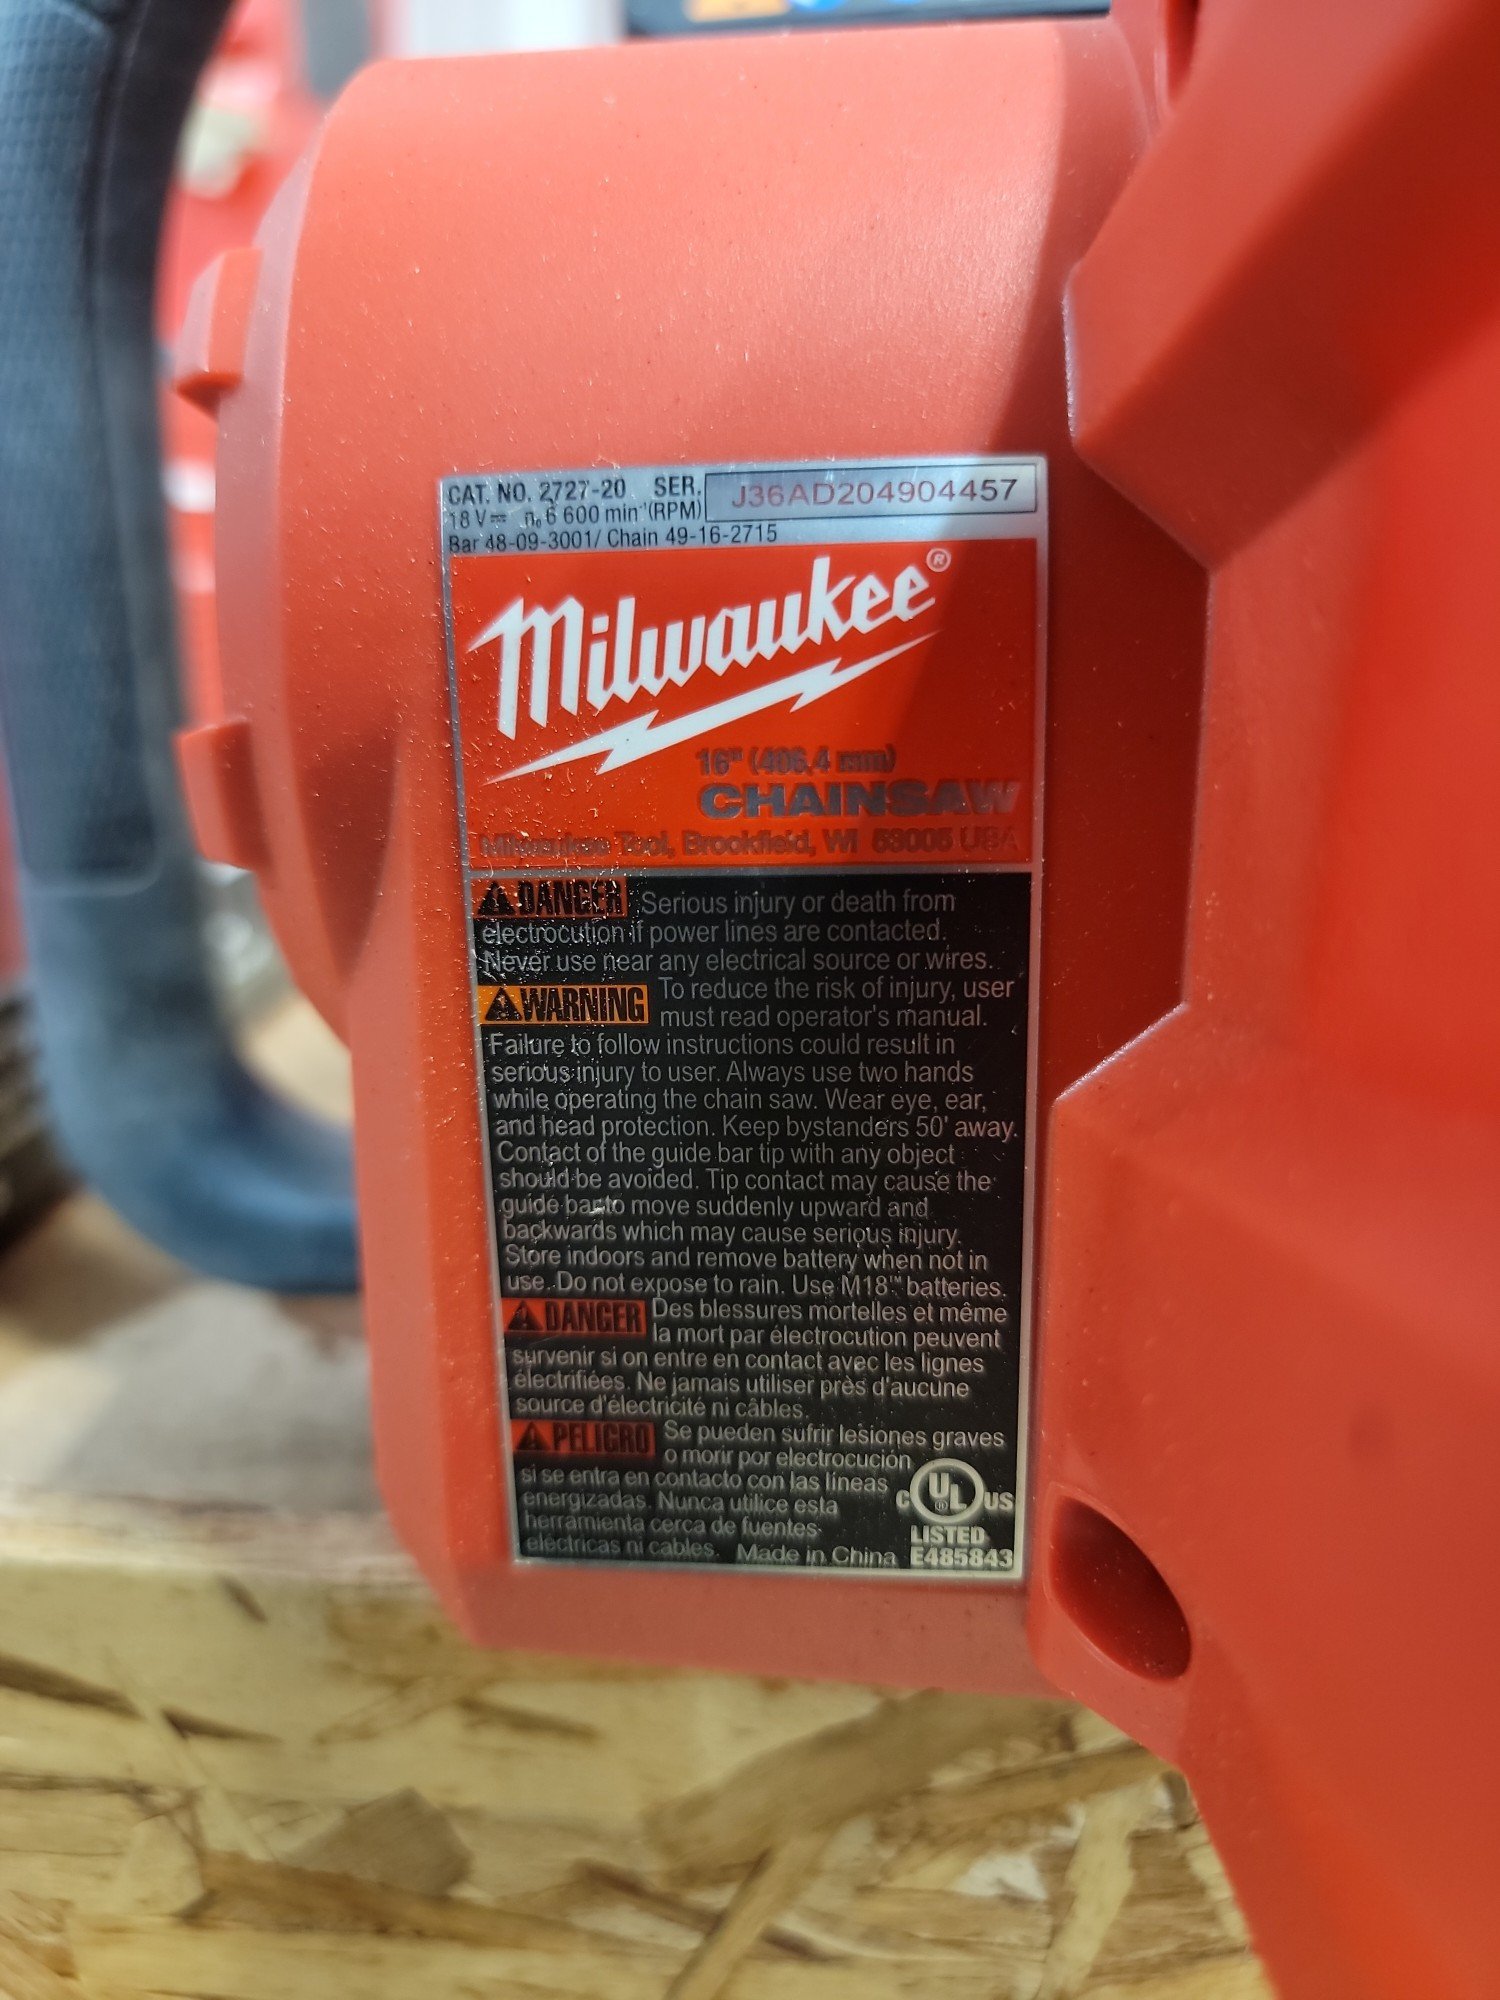 CAT. NO. 2727-20 SER. J36AD204904457
18 V⎓ n₀ 6 600 min⁻¹(RPM)
Bar 48-09-3001/ Chain 49-16-2715
Milwaukee®
16" (406,4 mm)
CHAINSAW
Milwaukee Tool, Brookfield, WI 53005 USA
⚠DANGER Serious injury or death from
electrocution if power lines are contacted.
Never use near any electrical source or wires.
⚠WARNING To reduce the risk of injury, user
must read operator's manual.
Failure to follow instructions could result in
serious injury to user. Always use two hands
while operating the chain saw. Wear eye, ear,
and head protection. Keep bystanders 50' away.
Contact of the guide bar tip with any object
should be avoided. Tip contact may cause the
guide bar to move suddenly upward and
backwards which may cause serious injury.
Store indoors and remove battery when not in
use. Do not expose to rain. Use M18™ batteries.
⚠DANGER Des blessures mortelles et même
la mort par électrocution peuvent
survenir si on entre en contact avec les lignes
électrifiées. Ne jamais utiliser près d'aucune
source d'électricité ni câbles.
⚠PELIGRO Se pueden sufrir lesiones graves
o morir por electrocución
si se entra en contacto con las líneas
energizadas. Nunca utilice esta
herramienta cerca de fuentes
eléctricas ni cables. Made in China
c UL® US
LISTED
E485843